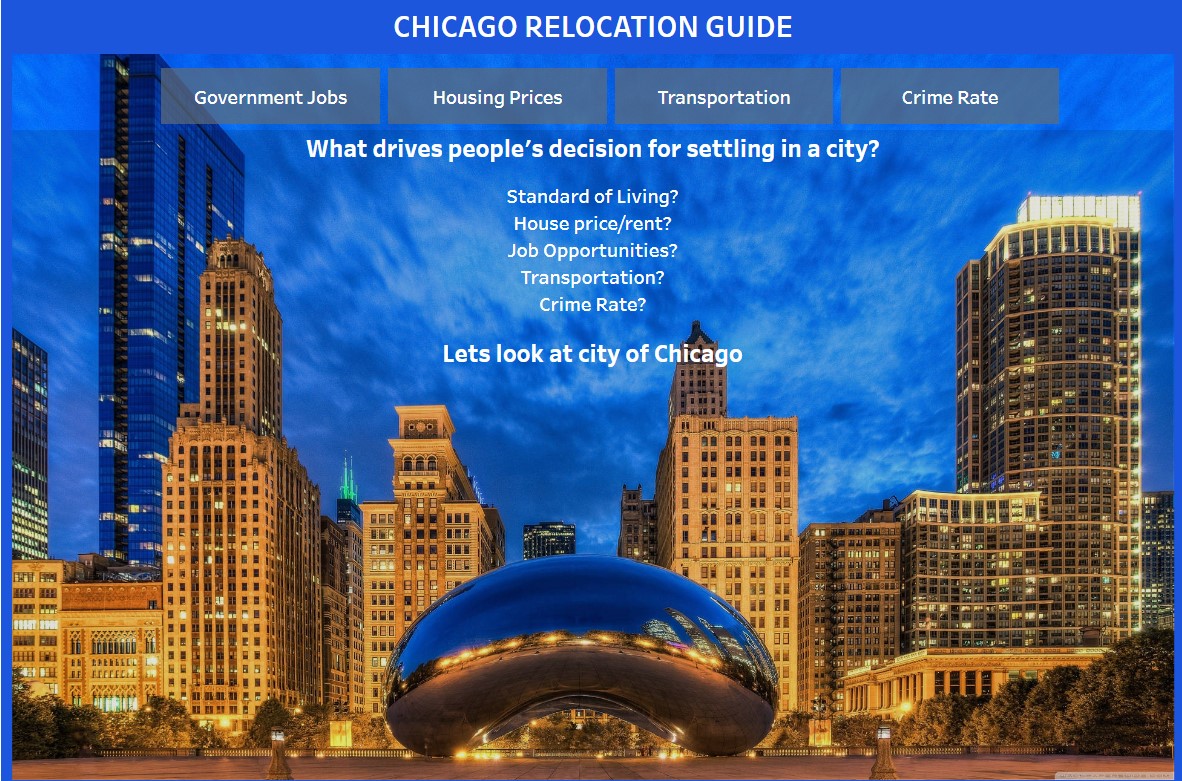 CHICAGO RELOCATION GUIDE
Government Jobs Housing Prices Transportation Crime Rate
What drives people's decision for settling in a city?
Standard of Living?
House price/rent?
Job Opportunities?
Transportation?
Crime Rate?
Lets look at city of Chicago